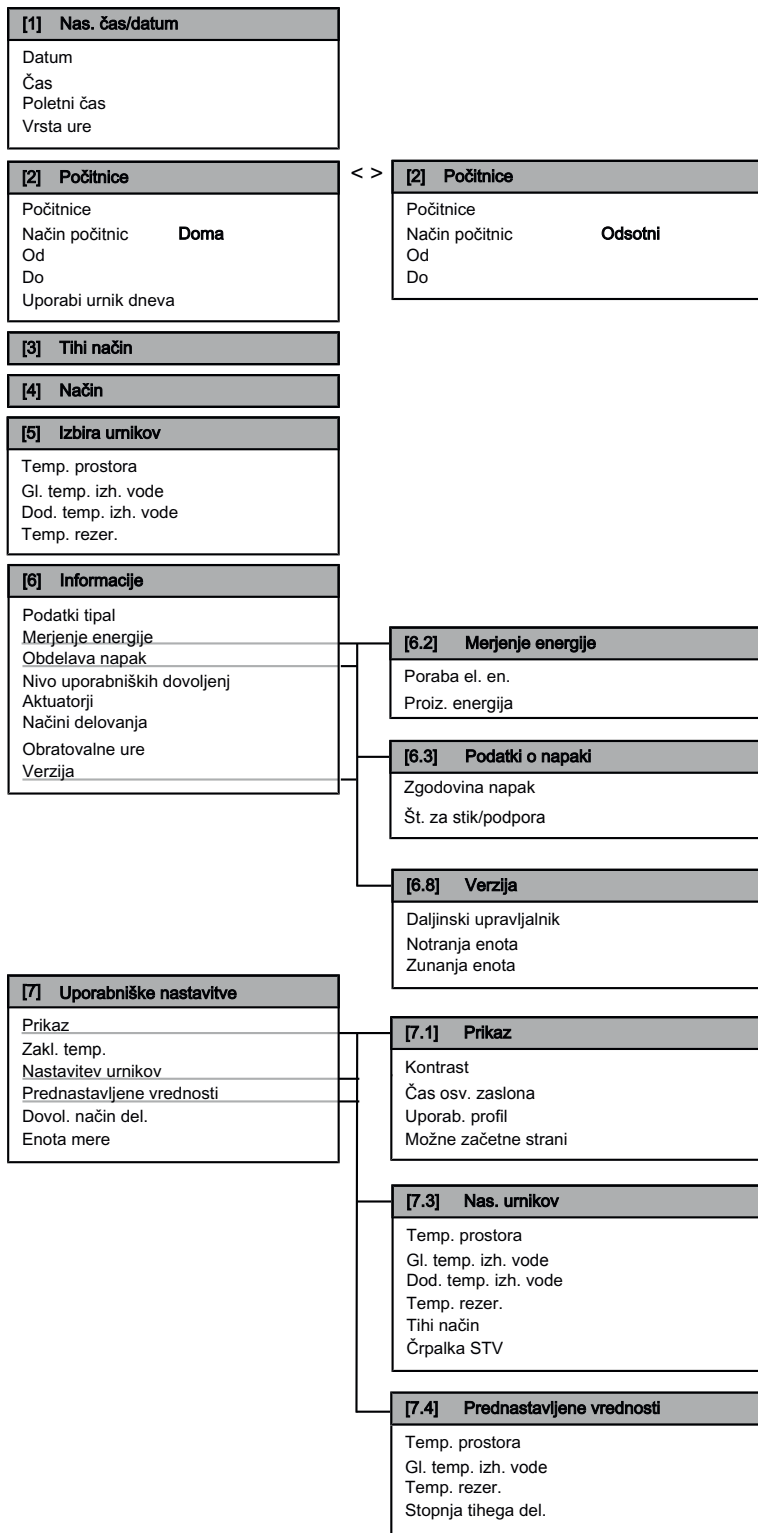 [1] Nas. čas/datum
Datum
Čas
Poletni čas
Vrsta ure
[2] Počitnice
Počitnice
Način počitnic Doma
Od
Do
Uporabi urnik dneva
< >
[2] Počitnice
Počitnice
Način počitnic Odsotni
Od
Do
[3] Tihi način
[4] Način
[5] Izbira urnikov
Temp. prostora
Gl. temp. izh. vode
Dod. temp. izh. vode
Temp. rezer.
[6] Informacije
Podatki tipal
Merjenje energije
Obdelava napak
Nivo uporabniških dovoljenj
Aktuatorji
Načini delovanja
Obratovalne ure
Verzija
[6.2] Merjenje energije
Poraba el. en.
Proiz. energija
[6.3] Podatki o napaki
Zgodovina napak
Št. za stik/podpora
[6.8] Verzija
Daljinski upravljalnik
Notranja enota
Zunanja enota
[7] Uporabniške nastavitve
Prikaz
Zakl. temp.
Nastavitev urnikov
Prednastavljene vrednosti
Dovol. način del.
Enota mere
[7.1] Prikaz
Kontrast
Čas osv. zaslona
Uporab. profil
Možne začetne strani
[7.3] Nas. urnikov
Temp. prostora
Gl. temp. izh. vode
Dod. temp. izh. vode
Temp. rezer.
Tihi način
Črpalka STV
[7.4] Prednastavljene vrednosti
Temp. prostora
Gl. temp. izh. vode
Temp. rezer.
Stopnja tihega del.